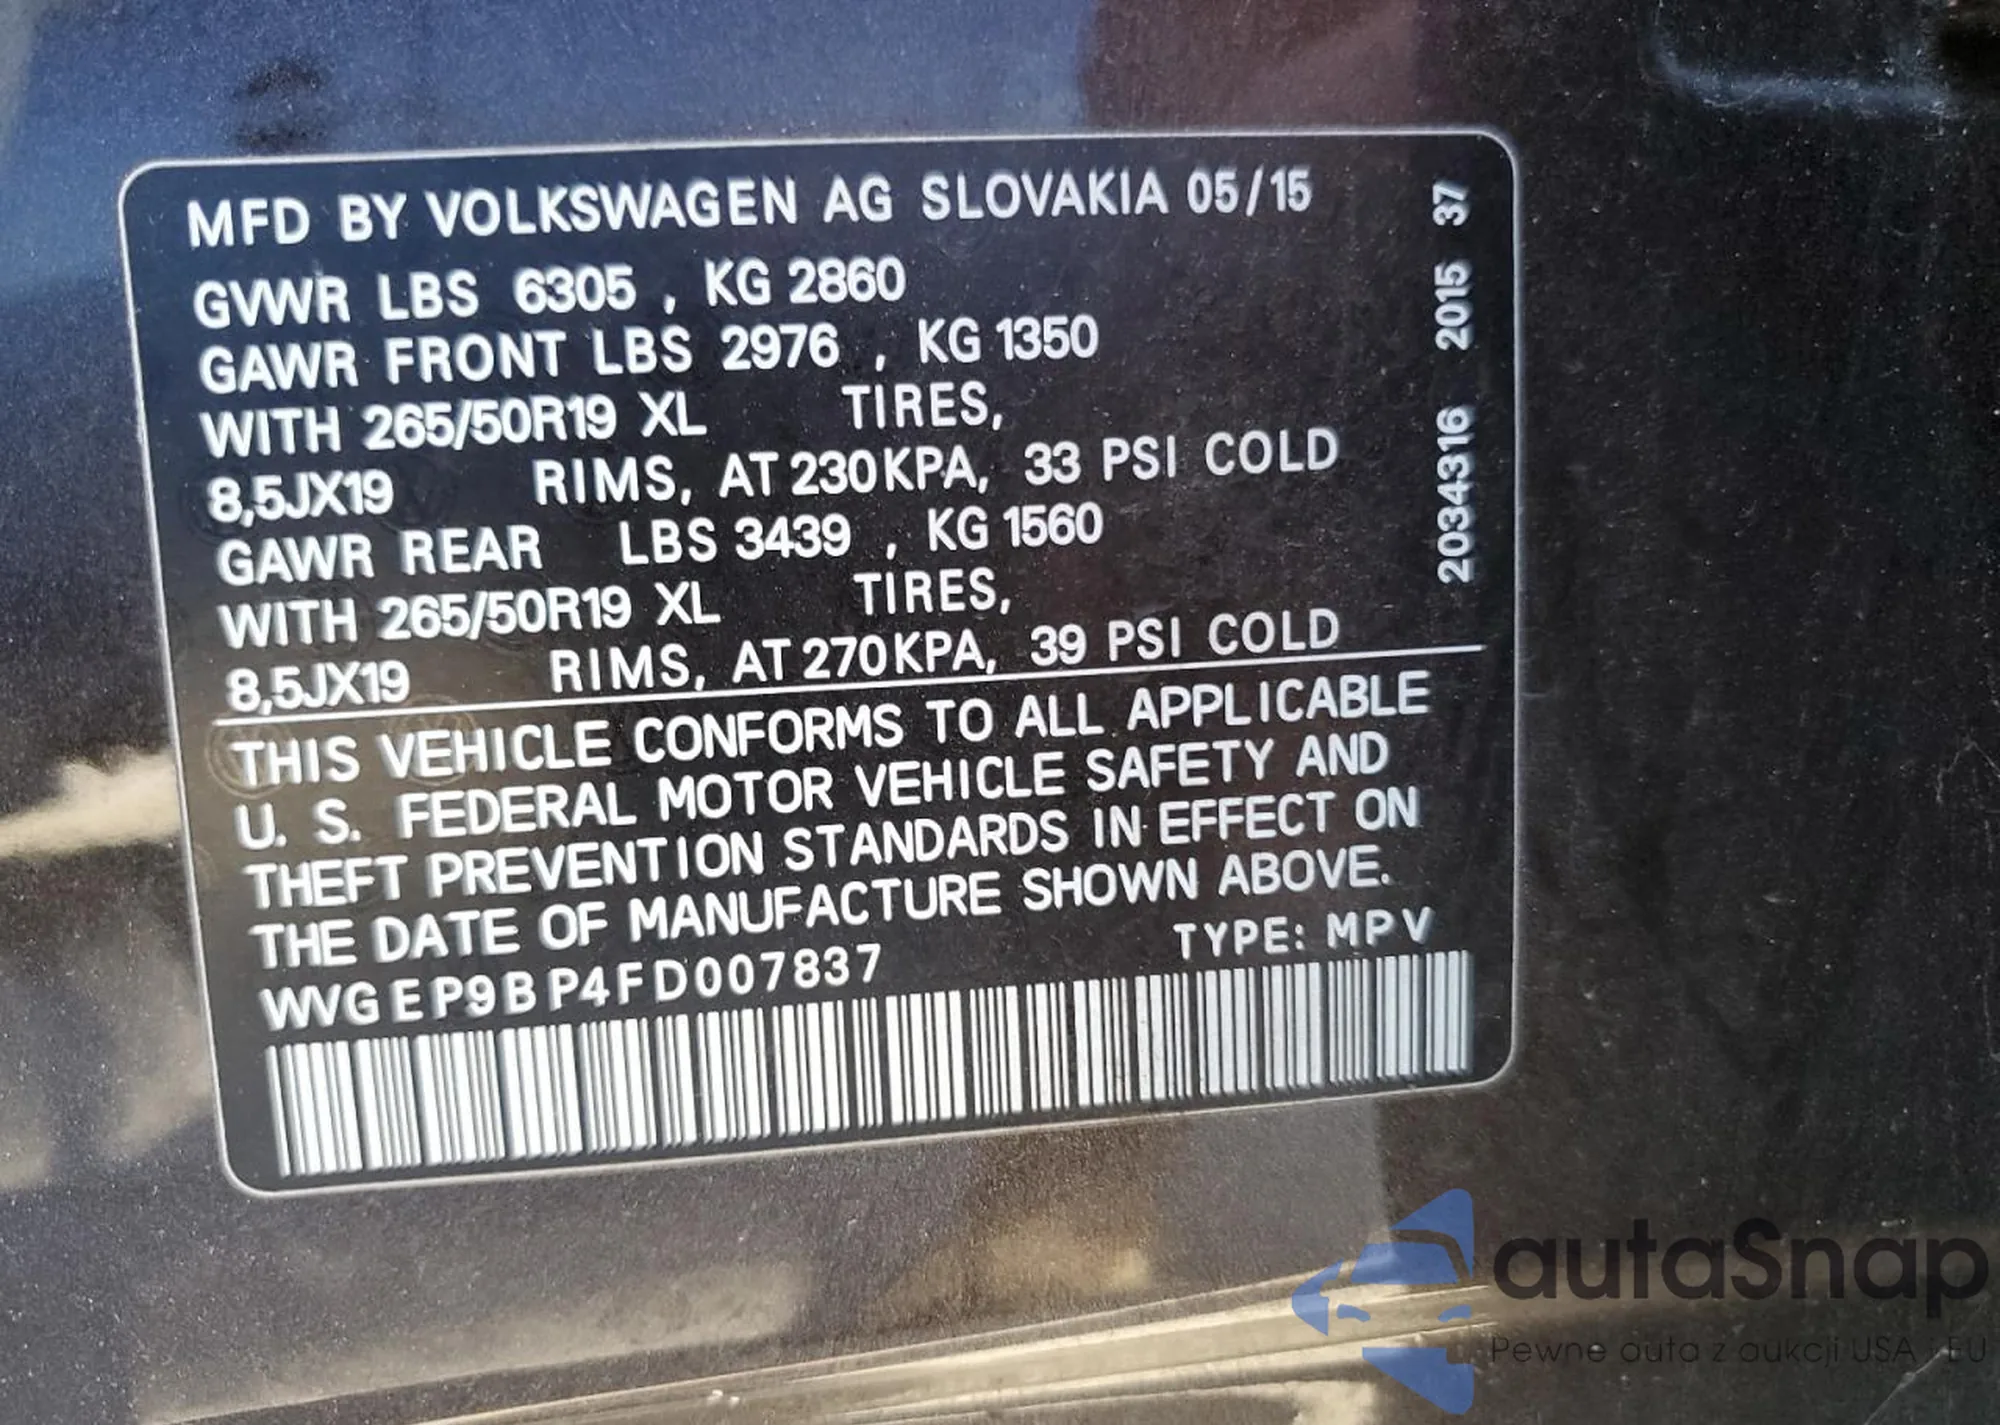 MFD BY VOLKSWAGEN AG SLOVAKIA 05/15
GVWR LBS 6305 , KG 2860
GAWR FRONT LBS 2976 , KG 1350
WITH 265/50R19 XL TIRES,
8,5JX19 RIMS, AT 230KPA, 33 PSI COLD
GAWR REAR LBS 3439 , KG 1560
WITH 265/50R19 XL TIRES,
8,5JX19 RIMS, AT 270KPA, 39 PSI COLD
THIS VEHICLE CONFORMS TO ALL APPLICABLE
U. S. FEDERAL MOTOR VEHICLE SAFETY AND
THEFT PREVENTION STANDARDS IN EFFECT ON
THE DATE OF MANUFACTURE SHOWN ABOVE.
WVGEP9BP4FD007837 TYPE: MPV
2034316 2015 37
autaSnap
Pewne auta z aukcji USA i EU